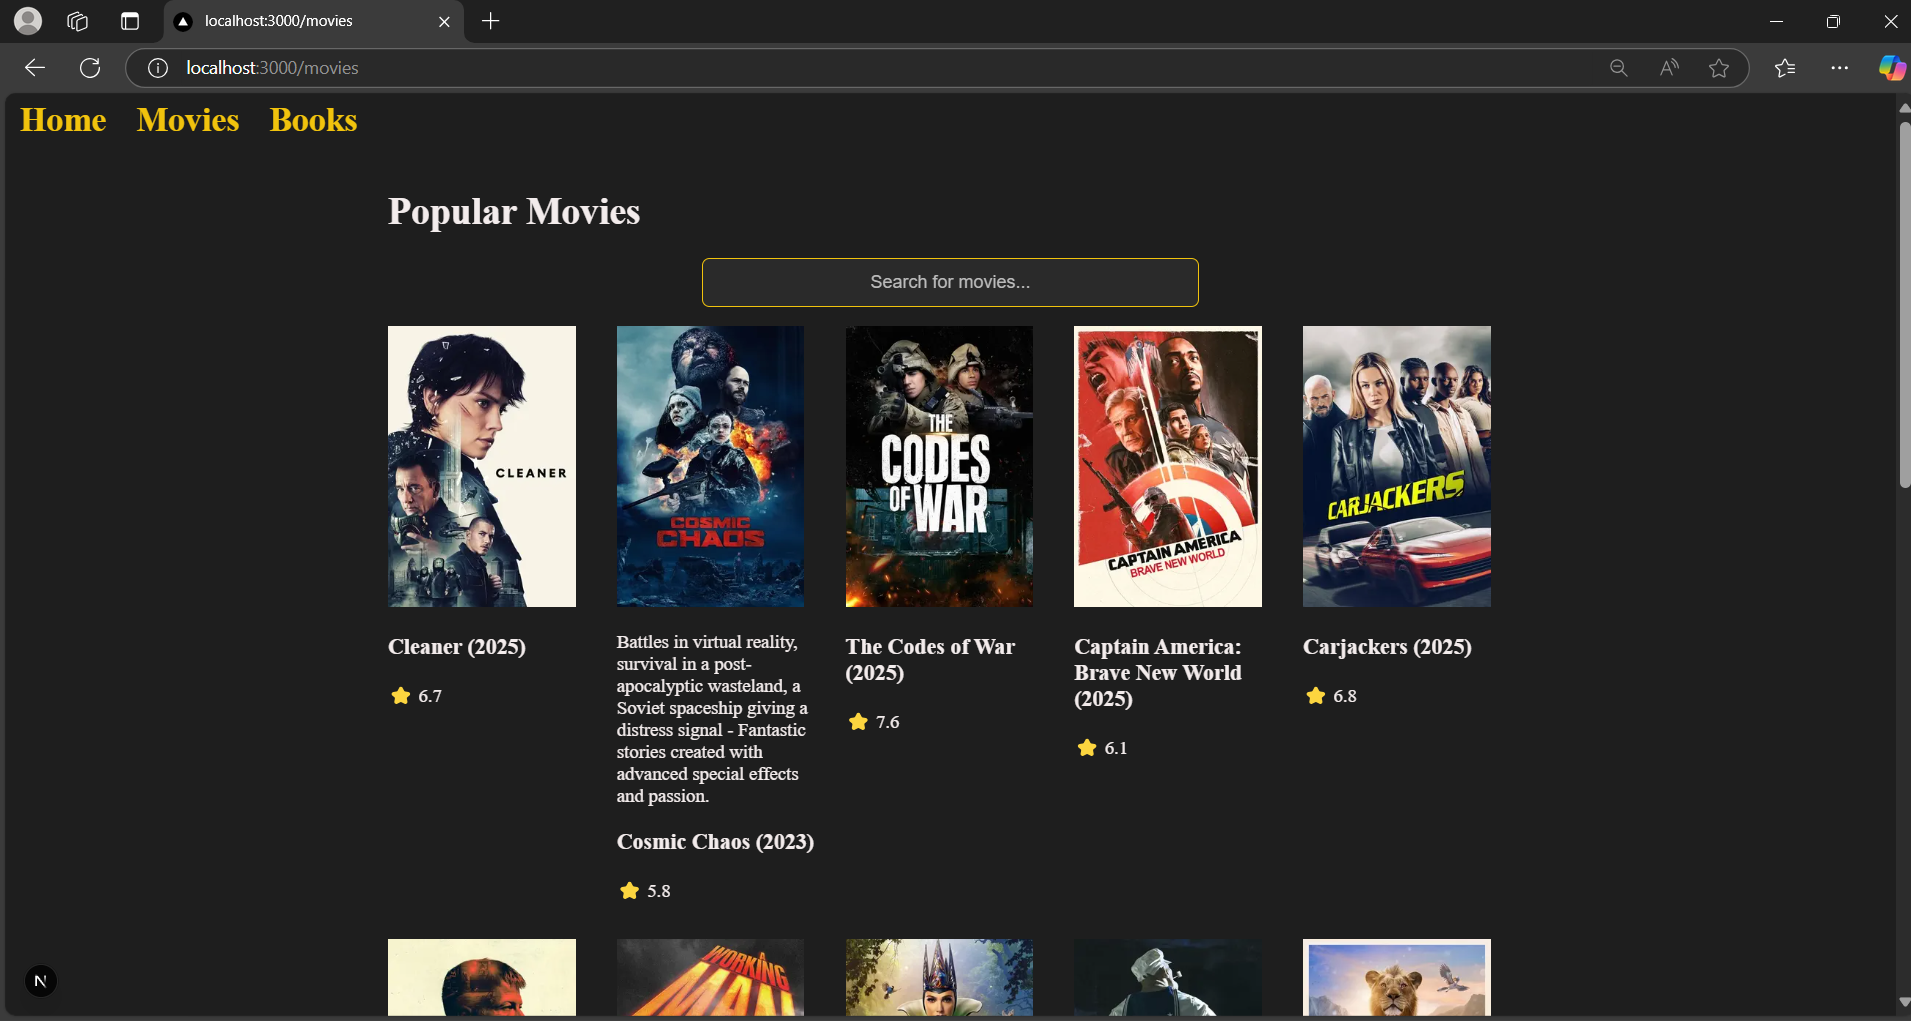 localhost:3000/movies
localhost:3000/movies
Home Movies Books
Popular Movies
Search for movies...
CLEANER
COSMIC
CHAOS
THE
CODES
OF WAR
CAPTAIN AMERICA
BRAVE NEW WORLD
CARJACKERS
Cleaner (2025)
6.7
Battles in virtual reality,
survival in a post-
apocalyptic wasteland, a
Soviet spaceship giving a
distress signal - Fantastic
stories created with
advanced special effects
and passion.
Cosmic Chaos (2023)
5.8
The Codes of War
(2025)
7.6
Captain America:
Brave New World
(2025)
6.1
Carjackers (2025)
6.8
A
WORKING
MAN
N